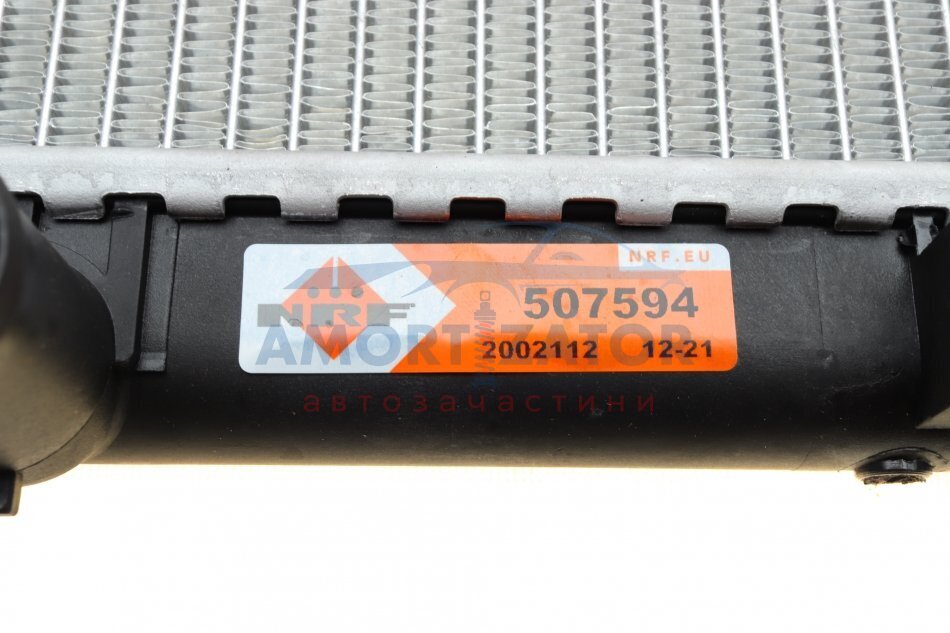 NRF.EU
NRF
507594
AMORTIZATOR
2002112 12-21
автозачастини